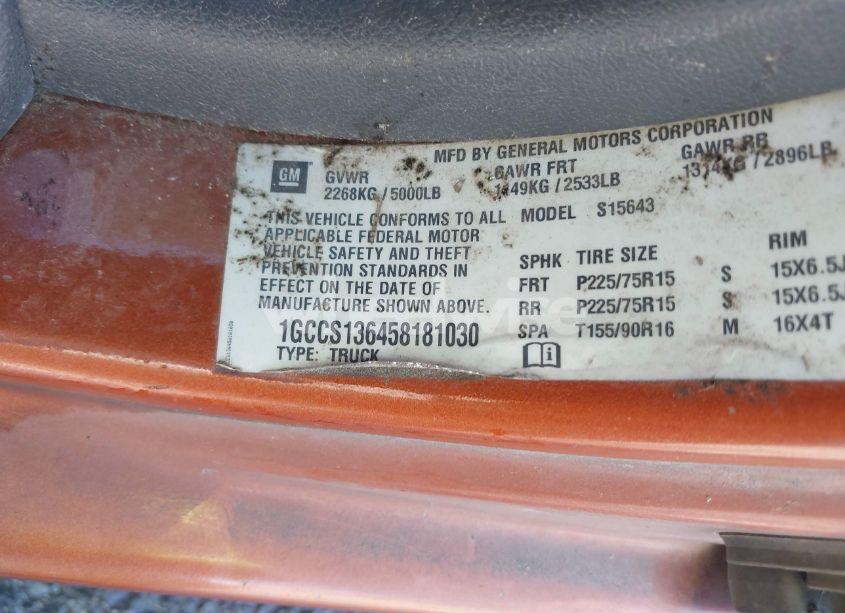 MFD BY GENERAL MOTORS CORPORATION
GM
GVWR GAWR FRT GAWR RR
2268KG / 5000LB 1149KG / 2533LB 1314KG / 2896LB
THIS VEHICLE CONFORMS TO ALL MODEL S15643
APPLICABLE FEDERAL MOTOR
VEHICLE SAFETY AND THEFT
PREVENTION STANDARDS IN
EFFECT ON THE DATE OF
MANUFACTURE SHOWN ABOVE.
1GCCS136458181030
TYPE: TRUCK
SPHK TIRE SIZE RIM
FRT P225/75R15 S 15X6.5J
RR P225/75R15 S 15X6.5J
SPA T155/90R16 M 16X4T